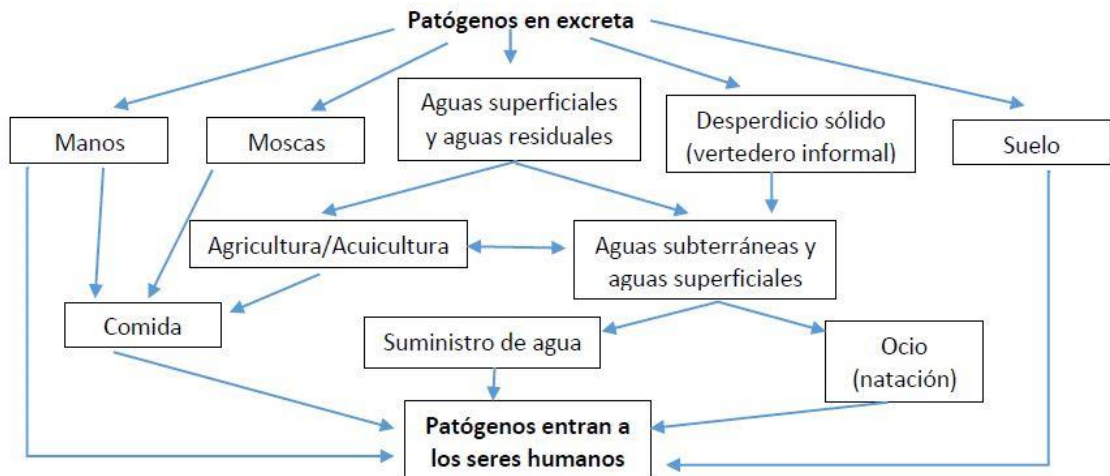 Patógenos en excreta
Aguas superficiales
y aguas residuales
Desperdicio sólido
(vertedero informal)
Manos
Moscas
Suelo
Agricultura/Acuicultura
Aguas subterráneas y
aguas superficiales
Comida
Suministro de agua
Ocio
(natación)
Patógenos entran a
los seres humanos